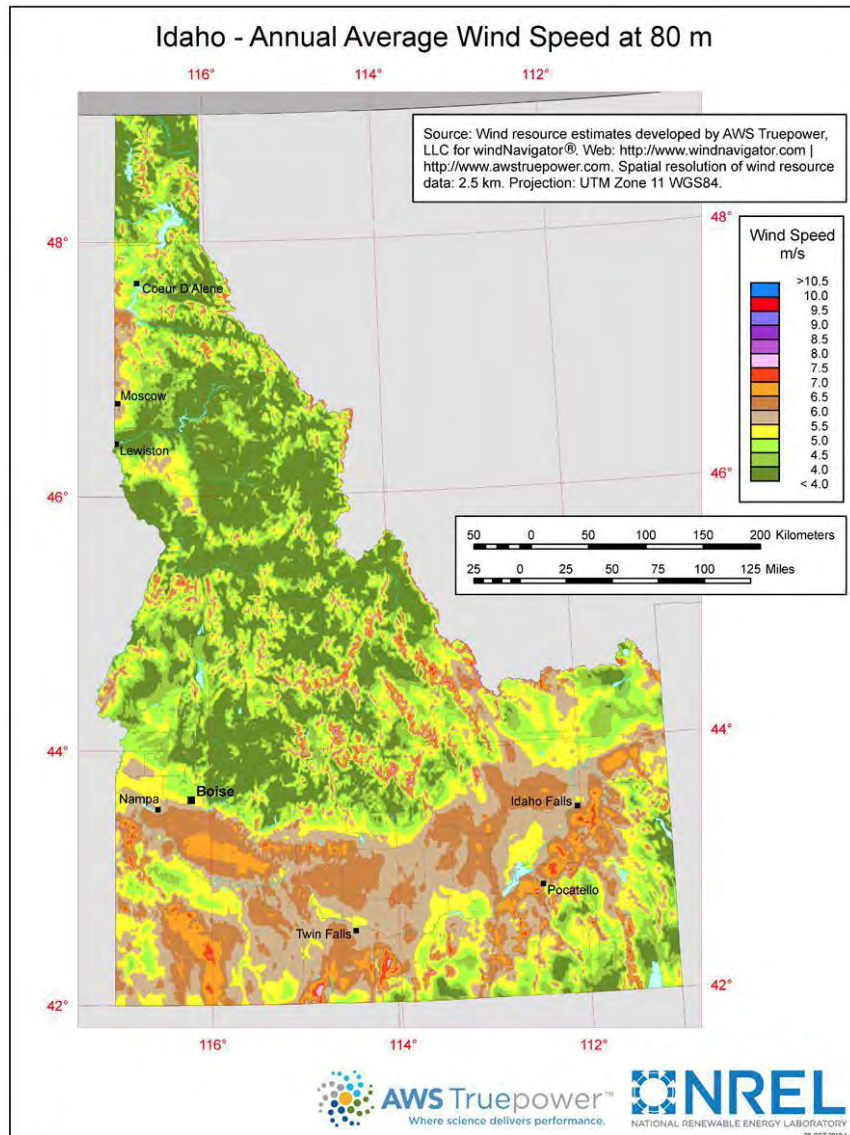 Idaho - Annual Average Wind Speed at 80 m
116° 114° 112°
Source: Wind resource estimates developed by AWS Truepower,
LLC for windNavigator®. Web: http://www.windnavigator.com |
http://www.awstruepower.com. Spatial resolution of wind resource
data: 2.5 km. Projection: UTM Zone 11 WGS84.
48° 48°
Wind Speed
m/s
>10.5
10.0
9.5
9.0
8.5
8.0
7.5
7.0
6.5
6.0
5.5
5.0
4.5
4.0
< 4.0
Coeur D'Alene
Moscow
Lewiston
46° 46°
50 0 50 100 150 200 Kilometers
25 0 25 50 75 100 125 Miles
44° 44°
Boise
Nampa
Idaho Falls
Pocatello
Twin Falls
42° 42°
116° 114° 112°
AWS Truepower™
Where science delivers performance.
NREL
NATIONAL RENEWABLE ENERGY LABORATORY